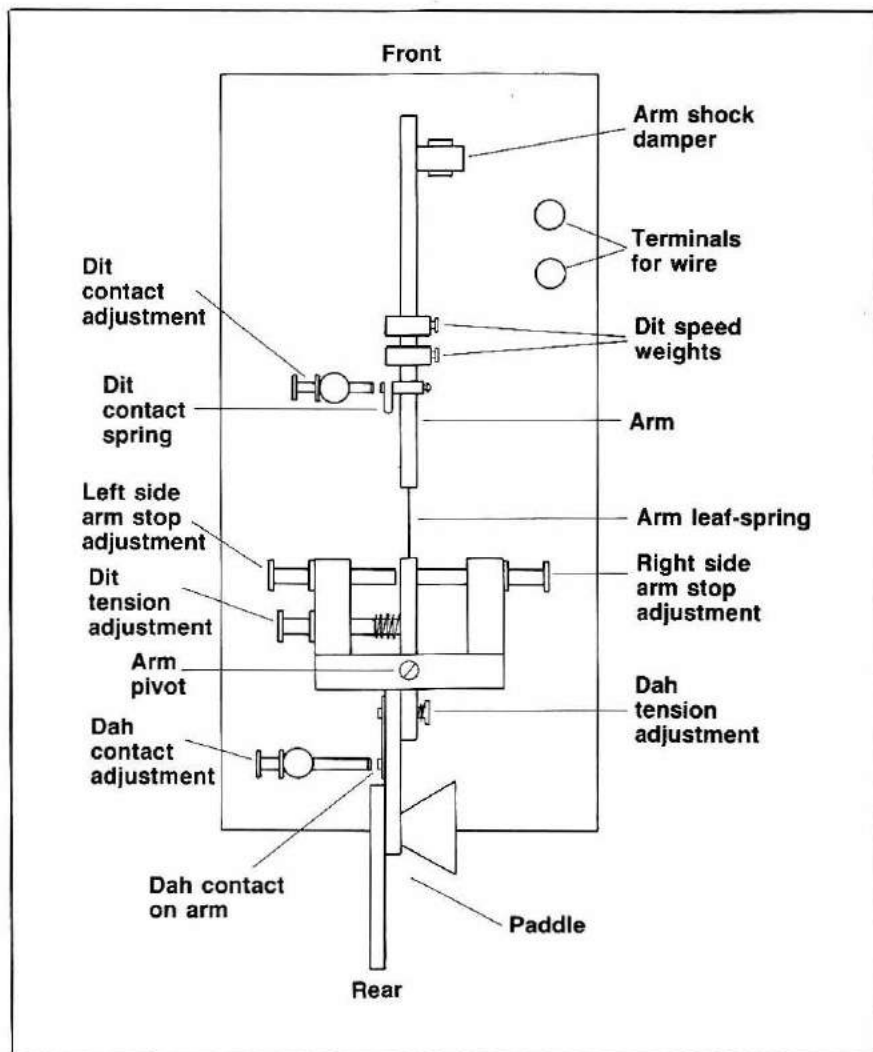 Front
Arm shock
damper
Terminals
for wire
Dit
contact
adjustment
Dit speed
weights
Dit
contact
spring
Arm
Left side
arm stop
adjustment
Arm leaf-spring
Right side
arm stop
adjustment
Dit
tension
adjustment
Arm
pivot
Dah
tension
adjustment
Dah
contact
adjustment
Dah contact
on arm
Paddle
Rear